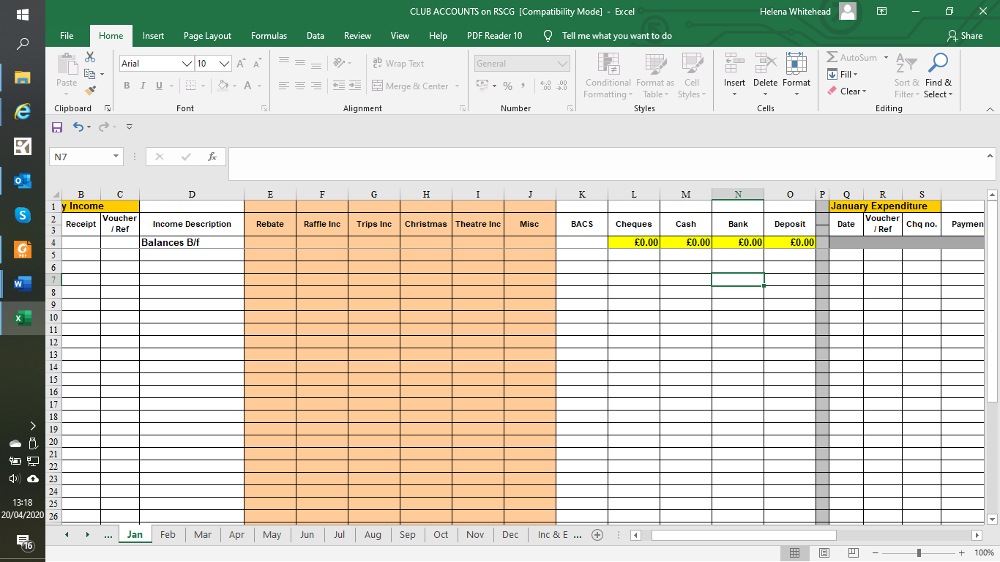 CLUB ACCOUNTS on RSCG [Compatibility Mode] - Excel
Helena Whitehead
File Home Insert Page Layout Formulas Data Review View Help PDF Reader 10 Tell me what you want to do Share
Arial 10 Wrap Text General AutoSum
Paste B I U Merge & Center % Conditional Formatting Format as Table Cell Styles Insert Delete Format Fill Sort & Filter Find & Select
Clear
Clipboard Font Alignment Number Styles Cells Editing
N7 fx
B C D E F G H I J K L M N O P Q R S
1 y Income January Expenditure
2 Receipt Voucher / Ref Income Description Rebate Raffle Inc Trips Inc Christmas Theatre Inc Misc BACS Cheques Cash Bank Deposit Date Voucher / Ref Chq no. Paymen
3
4 Balances B/f £0.00 £0.00 £0.00 £0.00
5
6
7
8
9
10
11
12
13
14
15
16
17
18
19
20
21
22
23
24
25
26
13:18
20/04/2020
16
... Jan Feb Mar Apr May Jun Jul Aug Sep Oct Nov Dec Inc & E ...
100%